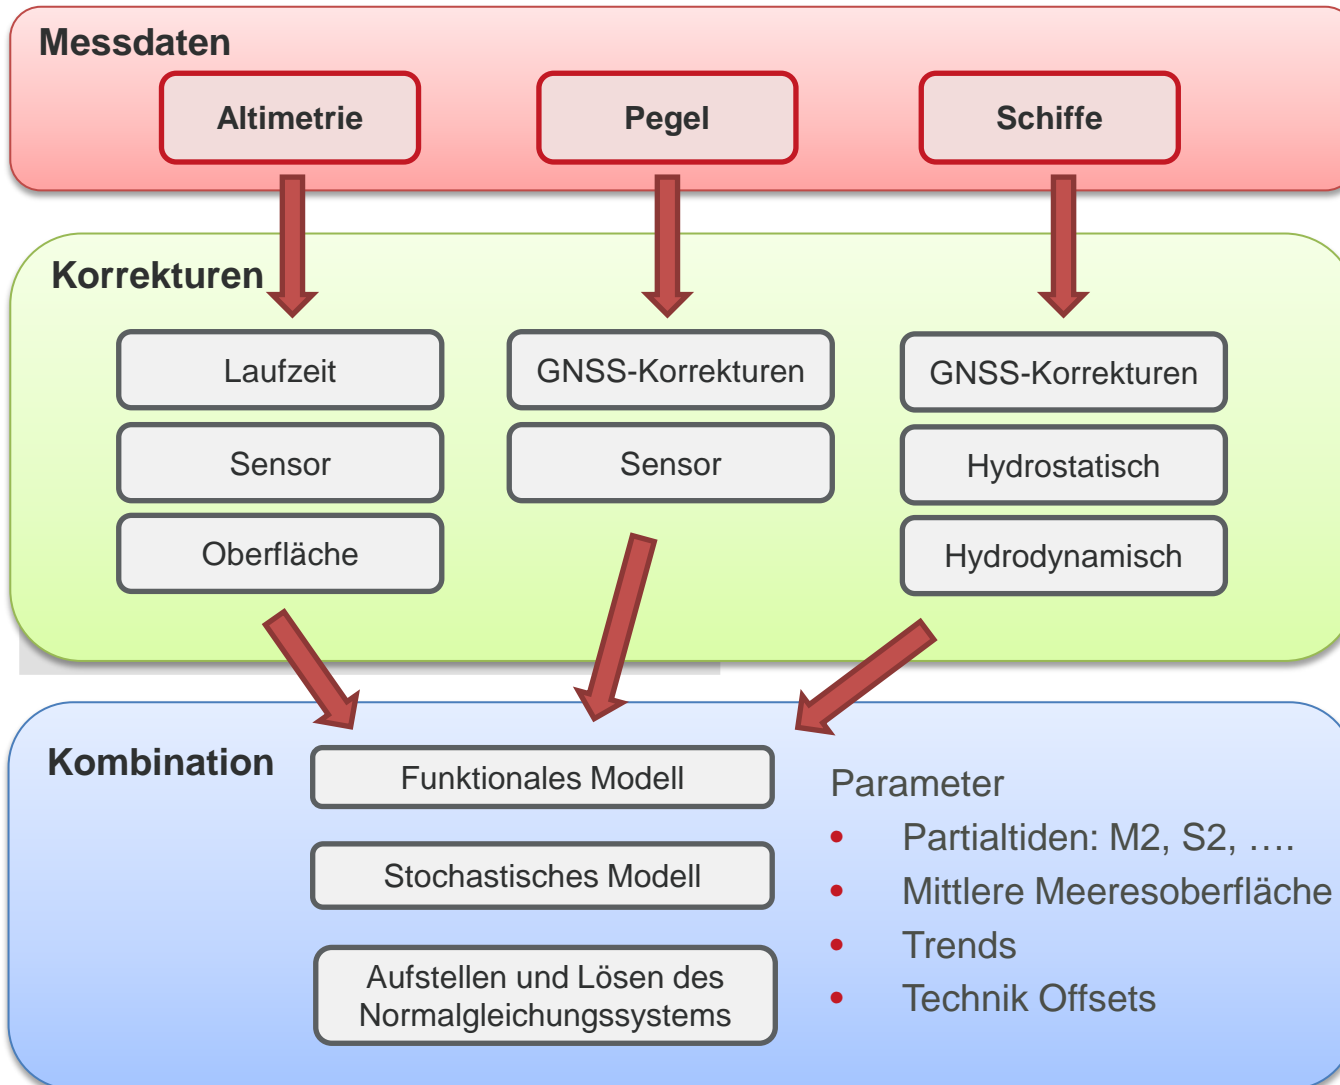 Messdaten
Altimetrie
Pegel
Schiffe
Korrekturen
Laufzeit
Sensor
Oberfläche
GNSS-Korrekturen
Sensor
GNSS-Korrekturen
Hydrostatisch
Hydrodynamisch
Kombination
Funktionales Modell
Stochastisches Modell
Aufstellen und Lösen des
Normalgleichungssystems
Parameter
• Partialtiden: M2, S2, ….
• Mittlere Meeresoberfläche
• Trends
• Technik Offsets